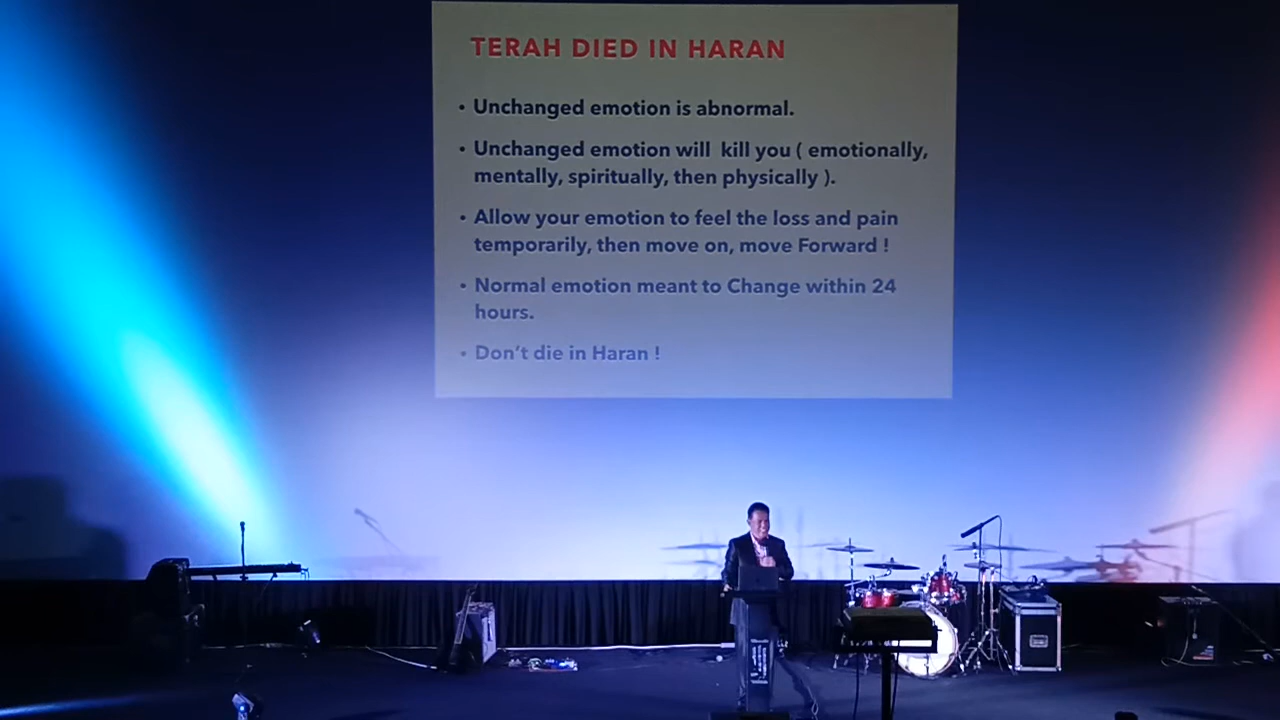 TERAH DIED IN HARAN
• Unchanged emotion is abnormal.
• Unchanged emotion will kill you ( emotionally,
mentally, spiritually, then physically ).
• Allow your emotion to feel the loss and pain
temporarily, then move on, move Forward !
• Normal emotion meant to Change within 24
hours.
• Don't die in Haran !